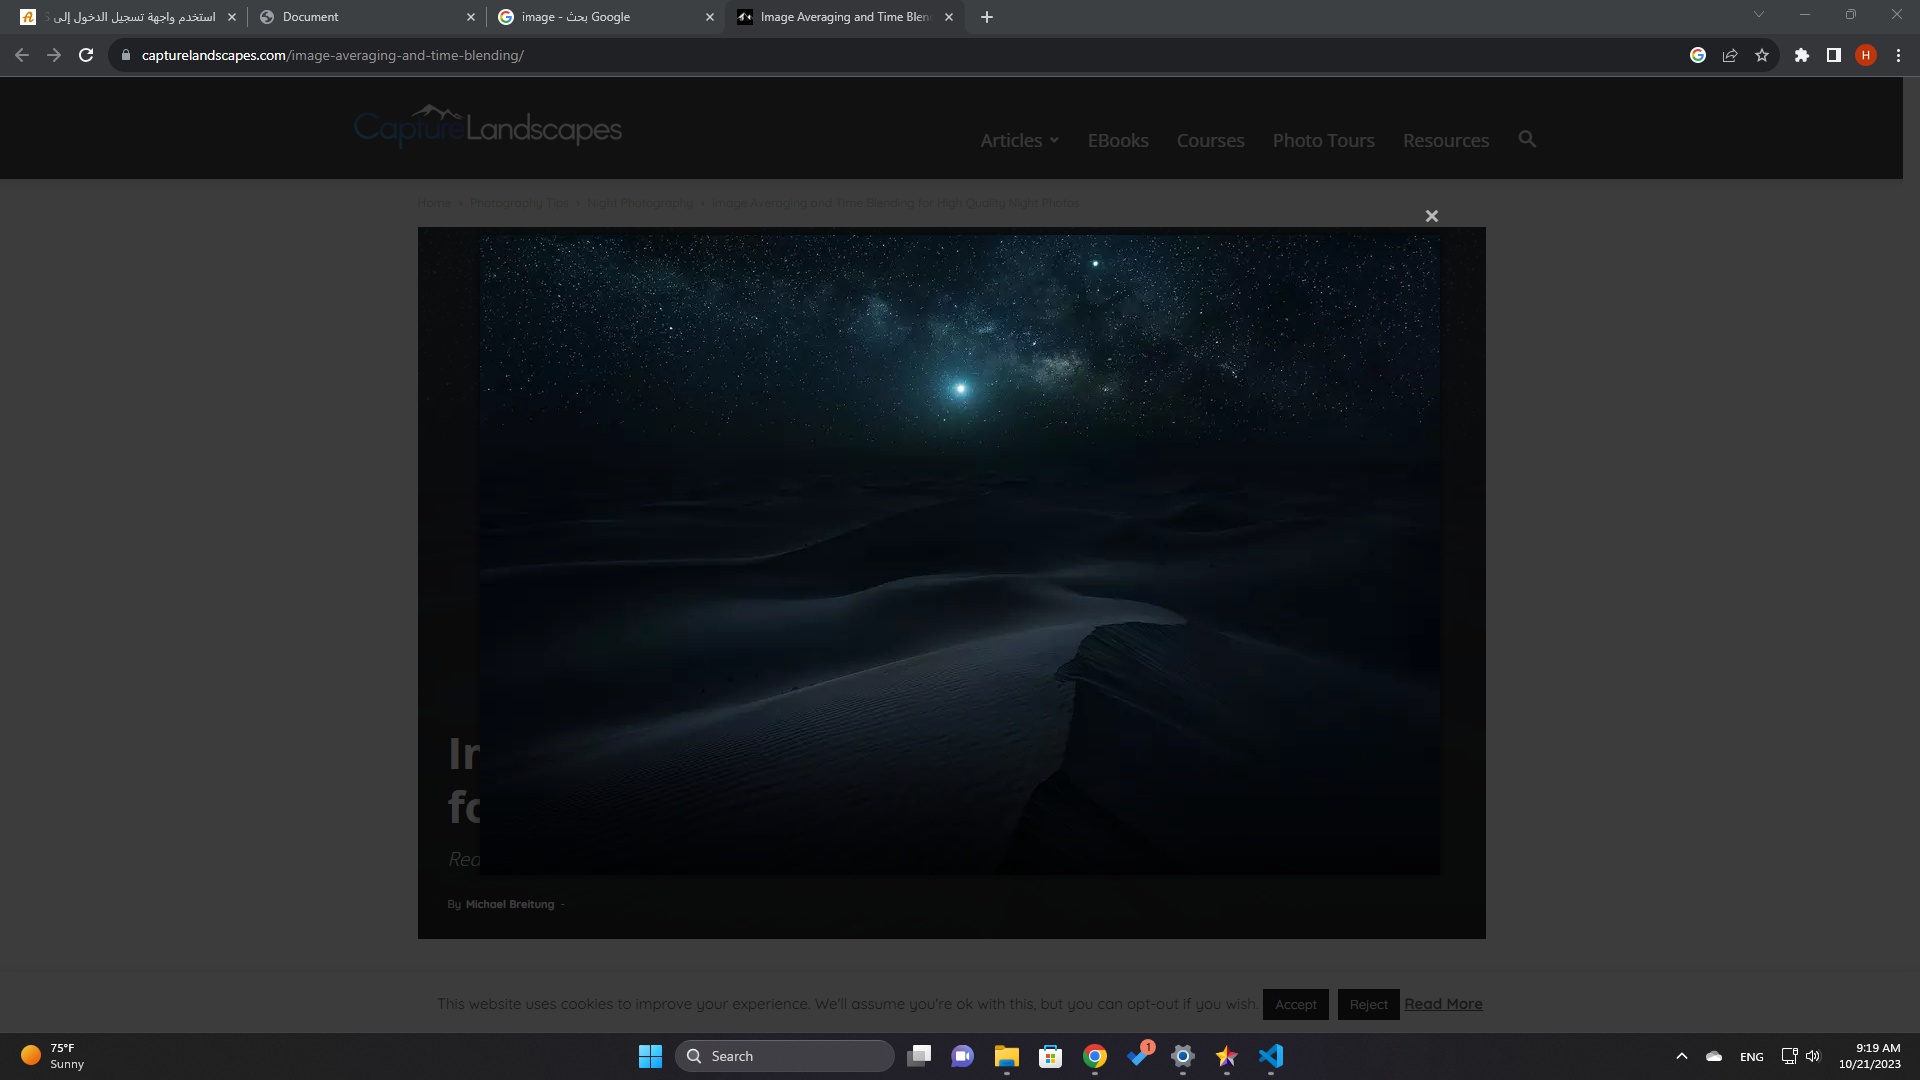 استخدم واجهة تسجيل الدخول إلى
Document
image - بحث Google
Image Averaging and Time Blen
capturelandscapes.com/image-averaging-and-time-blending/
H
CaptureLandscapes
Articles
EBooks
Courses
Photo Tours
Resources
Home › Photography Tips › Night Photography › Image Averaging and Time Blending for High Quality Night Photos
By Michael Breitung -
This website uses cookies to improve your experience. We'll assume you're ok with this, but you can opt-out if you wish. Accept Reject Read More
75°F
Sunny
Search
1
ENG
9:19 AM
10/21/2023